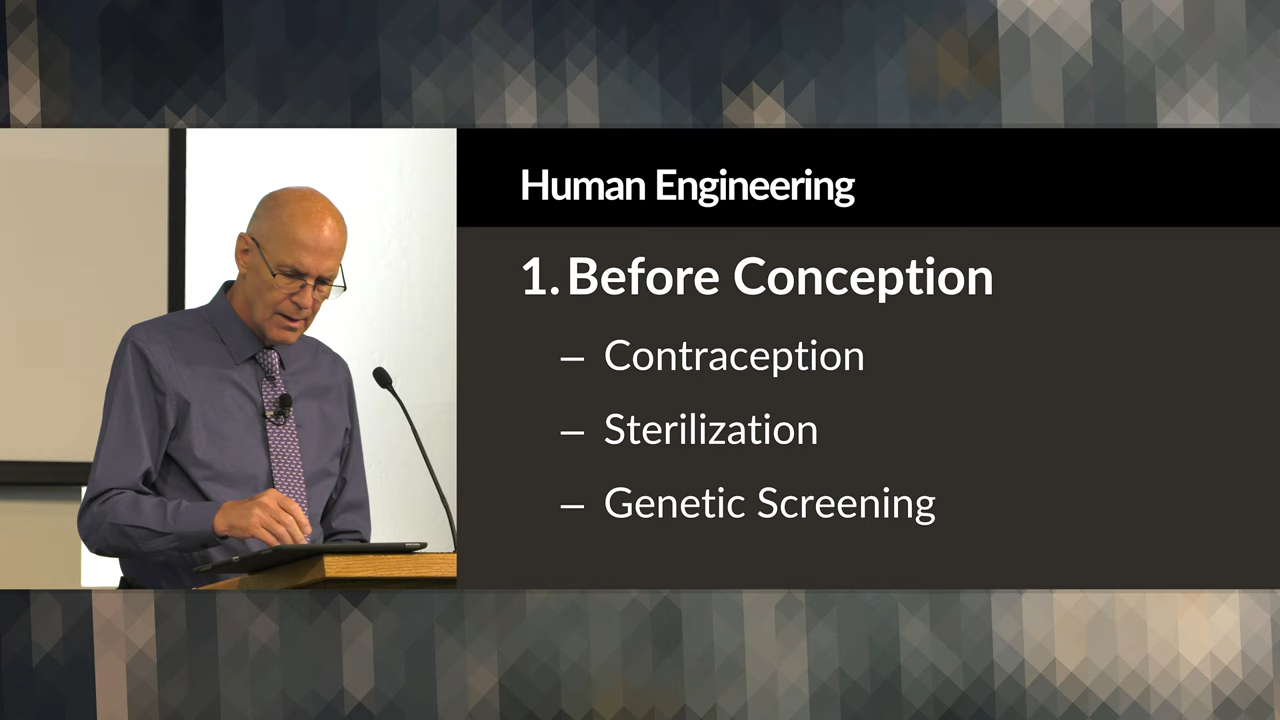 Human Engineering
1. Before Conception
– Contraception
– Sterilization
– Genetic Screening